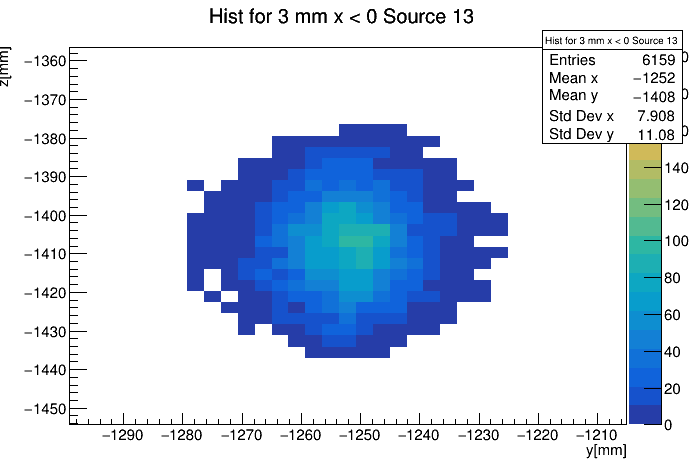 Hist for 3 mm x < 0 Source 13
z[mm]
Hist for 3 mm x < 0 Source 13
Entries 6159
Mean x −1252
Mean y −1408
Std Dev x 7.908
Std Dev y 11.08
−1360
−1370
−1380
−1390
−1400
−1410
−1420
−1430
−1440
−1450
140
120
100
80
60
40
20
0
−1290 −1280 −1270 −1260 −1250 −1240 −1230 −1220 −1210
y[mm]